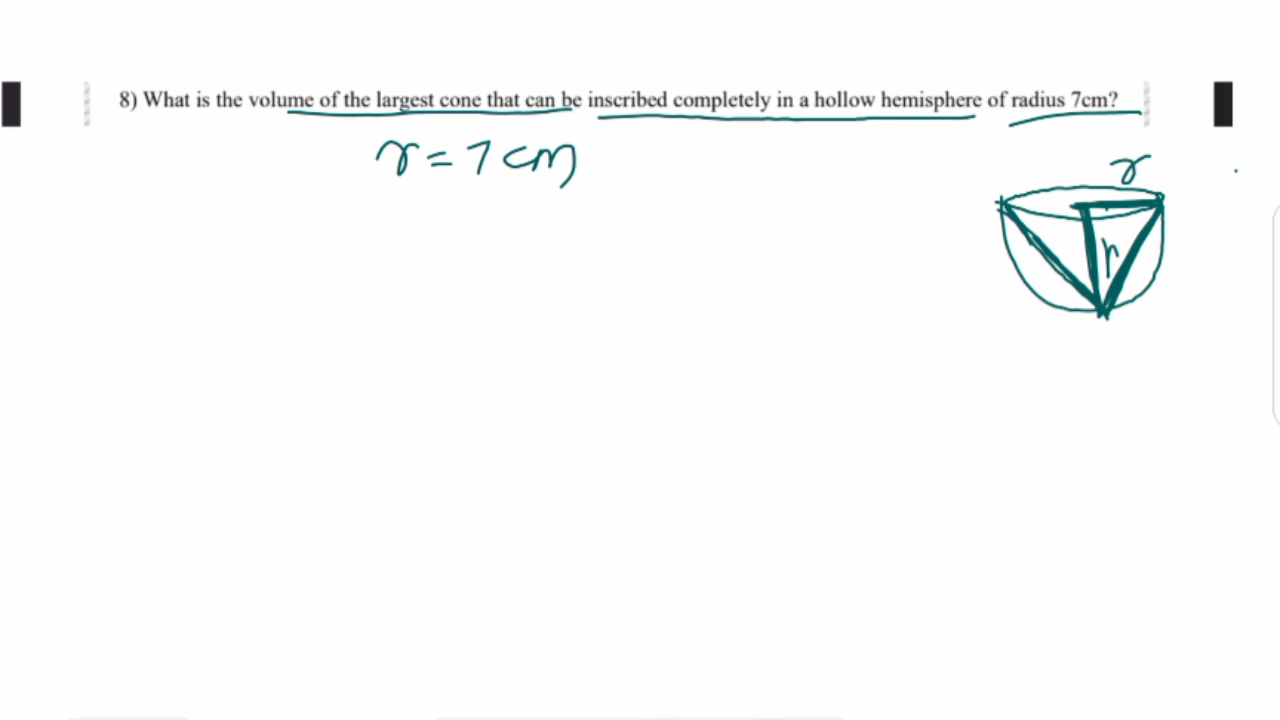 8) What is the volume of the largest cone that can be inscribed completely in a hollow hemisphere of radius 7cm?
r = 7 cm
r
r